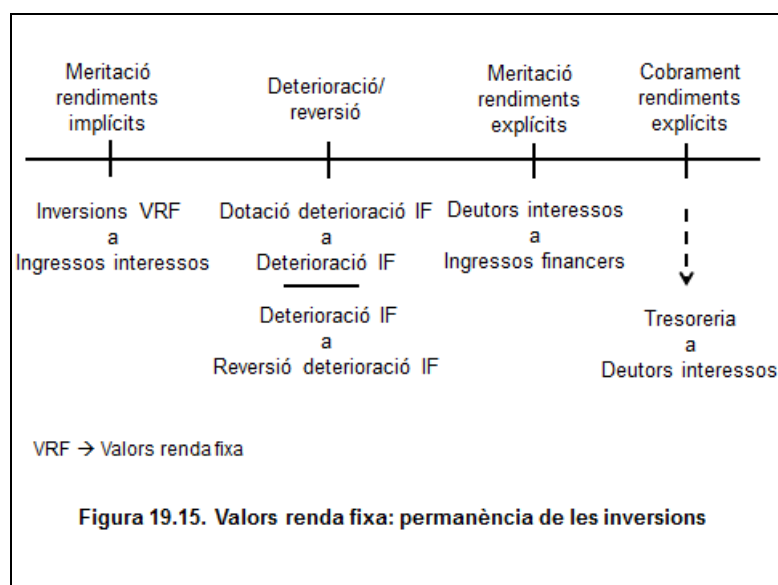 Meritació
rendiments
implícits
Deterioració/
reversió
Meritació
rendiments
explícits
Cobrament
rendiments
explícits
Inversions VRF
a
Ingressos interessos
Dotació deterioració IF
a
Deterioració IF
Deterioració IF
a
Reversió deterioració IF
Deutors interessos
a
Ingressos financers
Tresoreria
a
Deutors interessos
VRF → Valors renda fixa
Figura 19.15. Valors renda fixa: permanència de les inversions